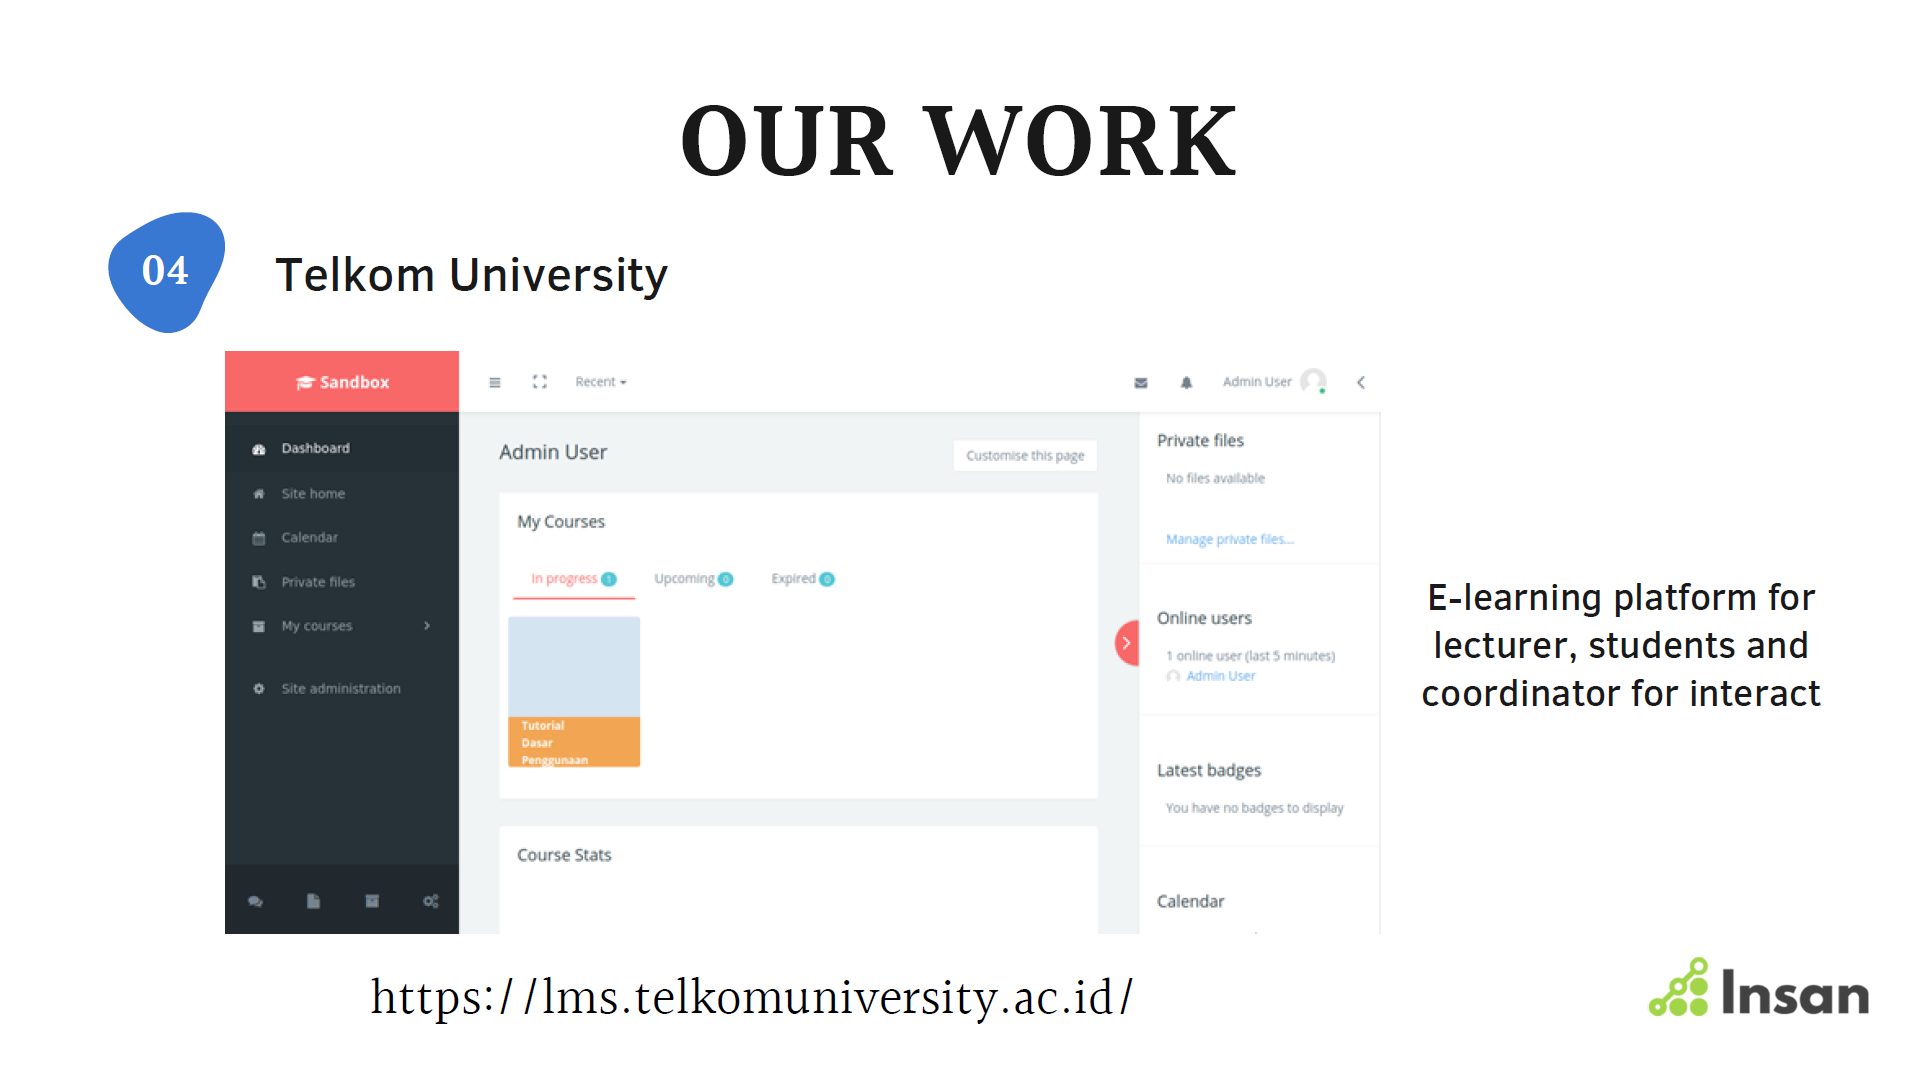 OUR WORK
04
Telkom University
Sandbox
Recent
Admin User
Dashboard
Site home
Calendar
Private files
My courses
Site administration
Admin User
Customise this page
My Courses
In progress 1
Upcoming 0
Expired 0
Tutorial
Dasar
Penggunaan
Course Stats
Private files
No files available
Manage private files...
Online users
1 online user (last 5 minutes)
Admin User
Latest badges
You have no badges to display
Calendar
E-learning platform for
lecturer, students and
coordinator for interact
https://lms.telkomuniversity.ac.id/
Insan